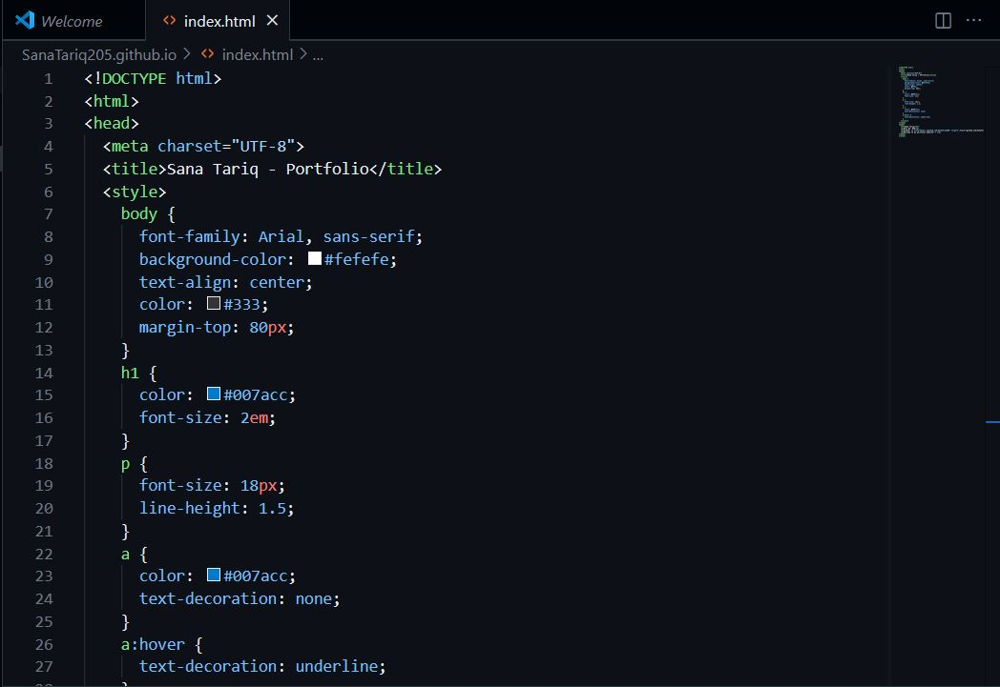 Welcome
index.html
SanaTariq205.github.io > index.html > ...
1 <!DOCTYPE html>
2 <html>
3 <head>
4 <meta charset="UTF-8">
5 <title>Sana Tariq - Portfolio</title>
6 <style>
7 body {
8 font-family: Arial, sans-serif;
9 background-color: #fefefe;
10 text-align: center;
11 color: #333;
12 margin-top: 80px;
13 }
14 h1 {
15 color: #007acc;
16 font-size: 2em;
17 }
18 p {
19 font-size: 18px;
20 line-height: 1.5;
21 }
22 a {
23 color: #007acc;
24 text-decoration: none;
25 }
26 a:hover {
27 text-decoration: underline;